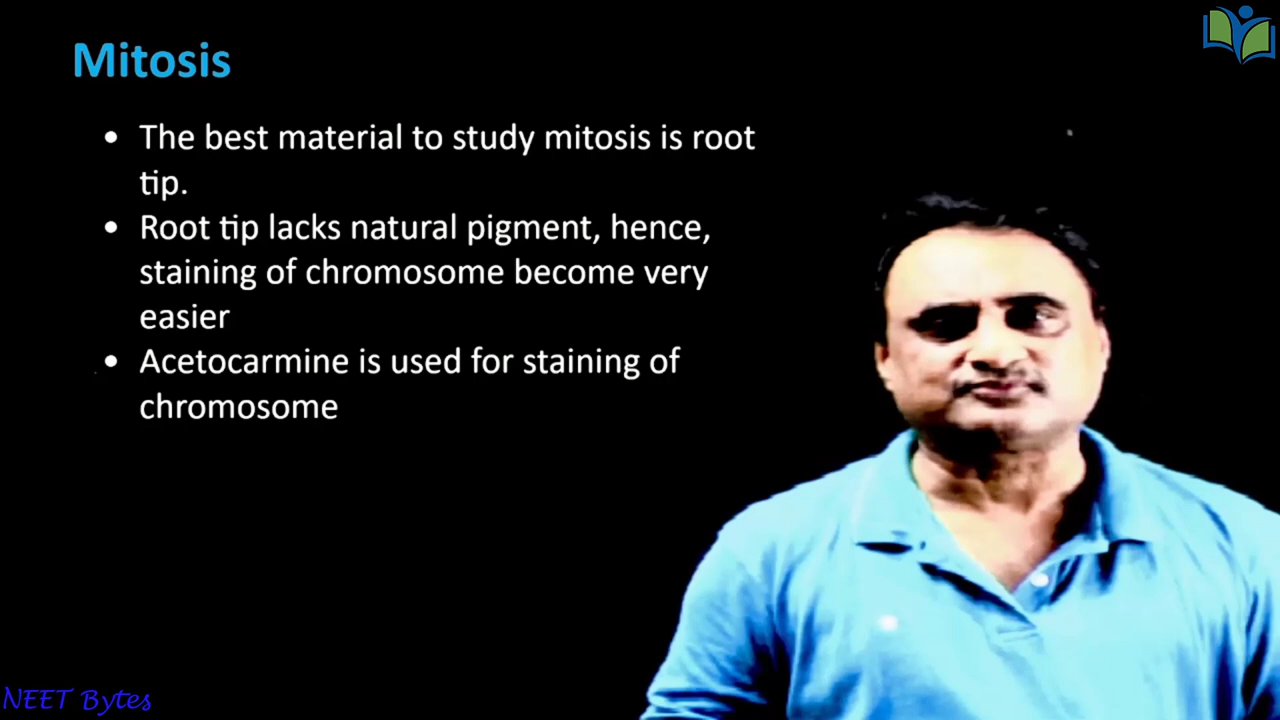 Mitosis
• The best material to study mitosis is root
tip.
• Root tip lacks natural pigment, hence,
staining of chromosome become very
easier
• Acetocarmine is used for staining of
chromosome
NEET Bytes